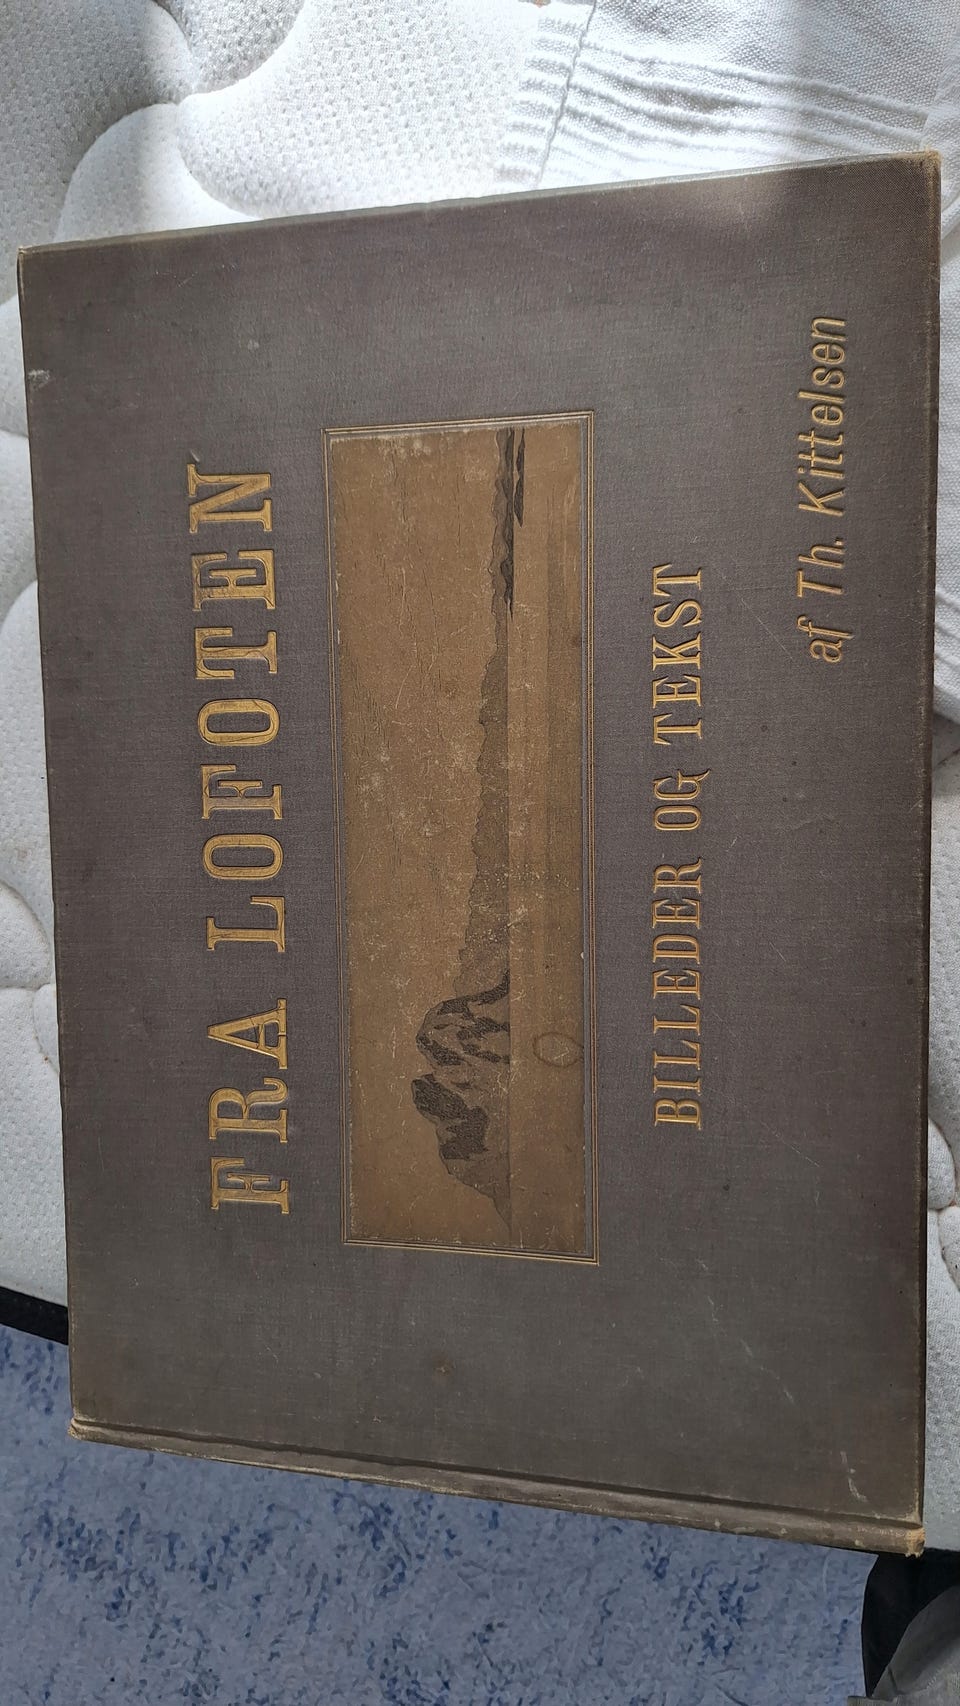 FRA LOFOTEN
BILLEDER OG TEKST
af Th. Kittelsen